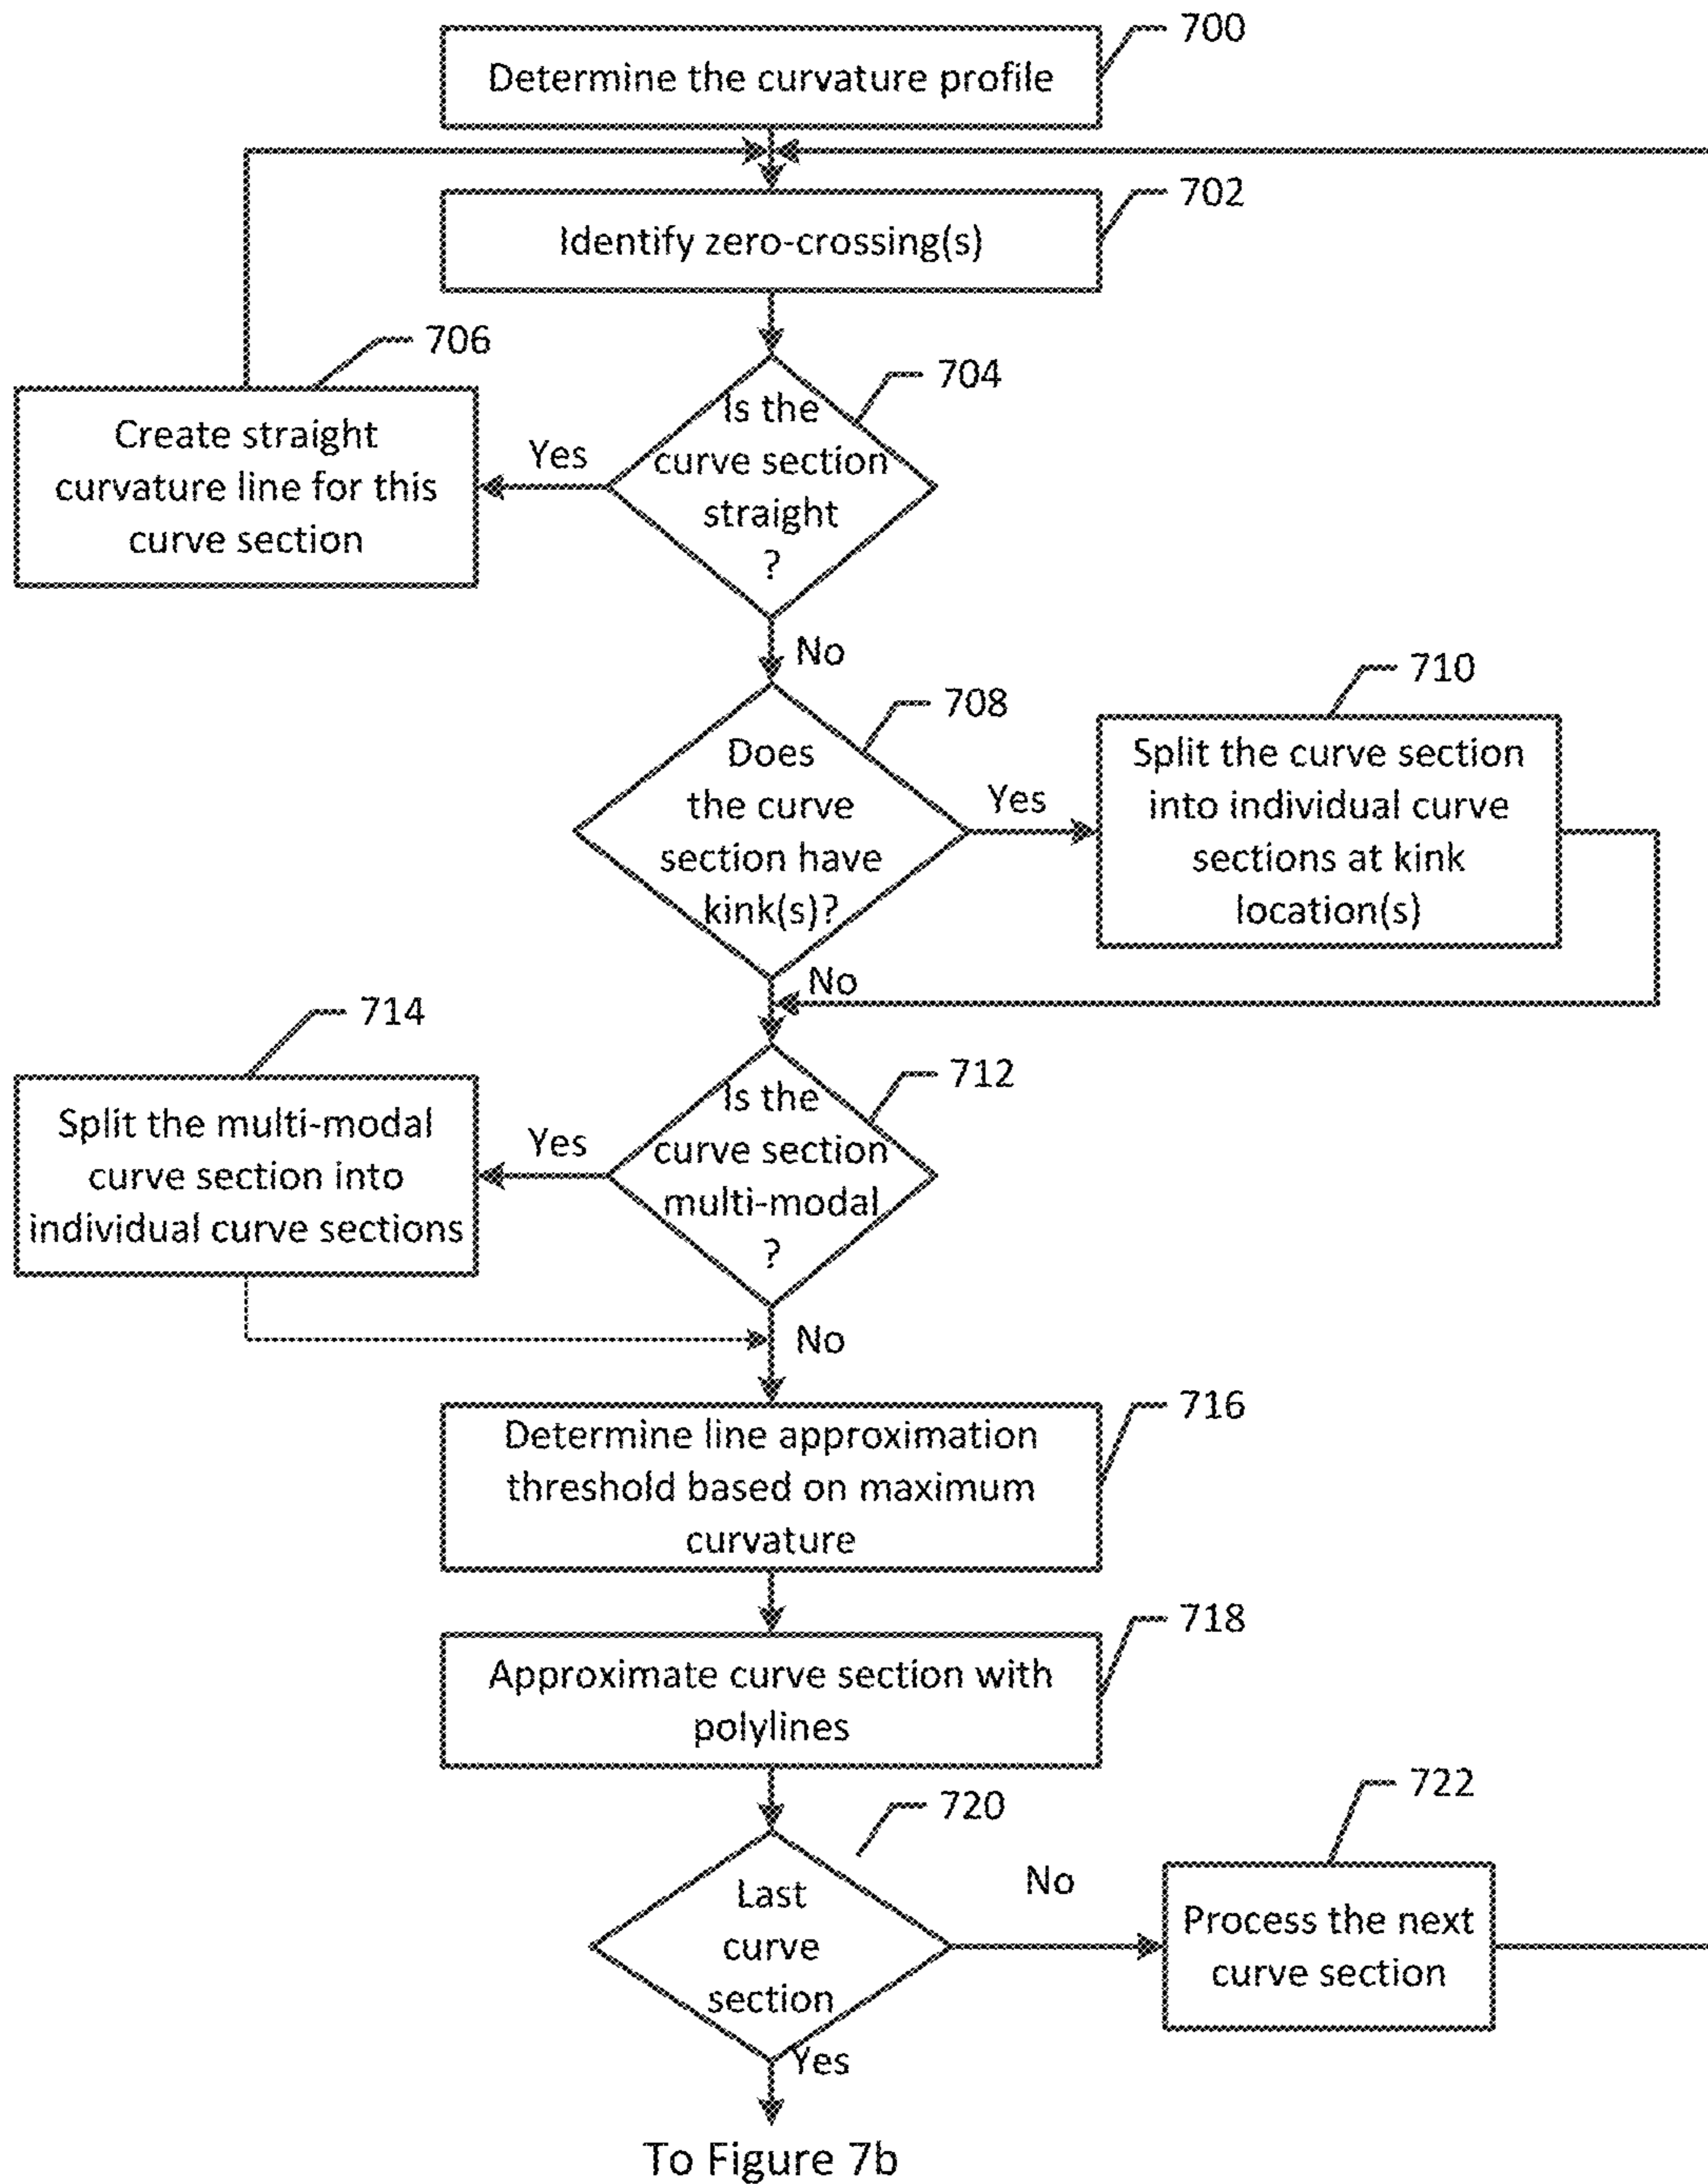 700
Determine the curvature profile
702
Identify zero-crossing(s)
706
704
Create straight
curvature line for this
curve section
Yes
Is the
curve section
straight
?
No
710
708
Does
the curve
section have
kink(s)?
Yes
Split the curve section
into individual curve
sections at kink
location(s)
No
714
712
Split the multi-modal
curve section into
individual curve sections
Yes
Is the
curve section
multi-modal
?
No
716
Determine line approximation
threshold based on maximum
curvature
718
Approximate curve section with
polylines
722
720
Last
curve
section
No
Process the next
curve section
Yes
To Figure 7b